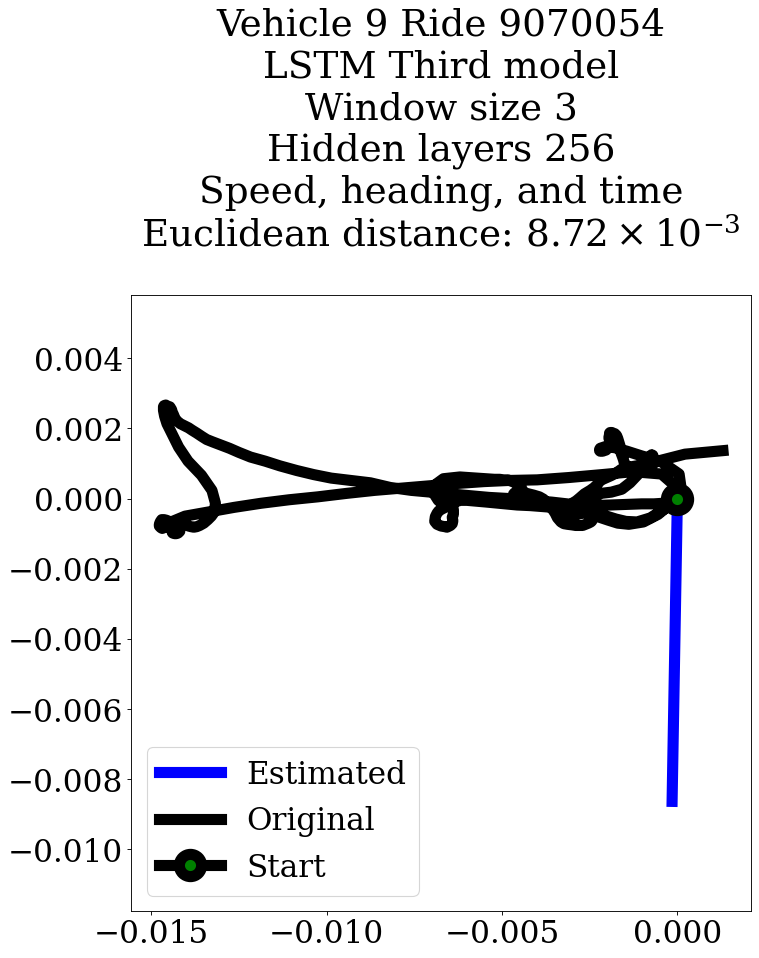 Vehicle 9 Ride 9070054
LSTM Third model
Window size 3
Hidden layers 256
Speed, heading, and time
Euclidean distance: 8.72 × 10⁻³
0.004
0.002
0.000
−0.002
−0.004
−0.006
−0.008
−0.010
Estimated
Original
Start
−0.015 −0.010 −0.005 0.000